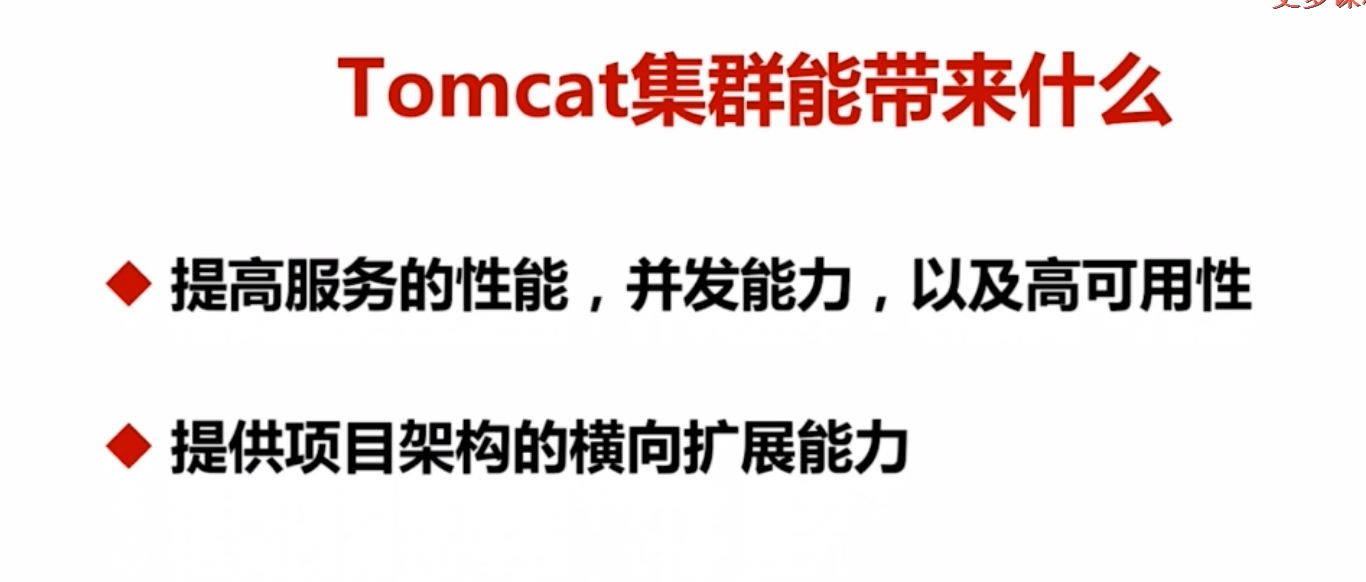 Tomcat集群能带来什么
提高服务的性能，并发能力，以及高可用性
提供项目架构的横向扩展能力